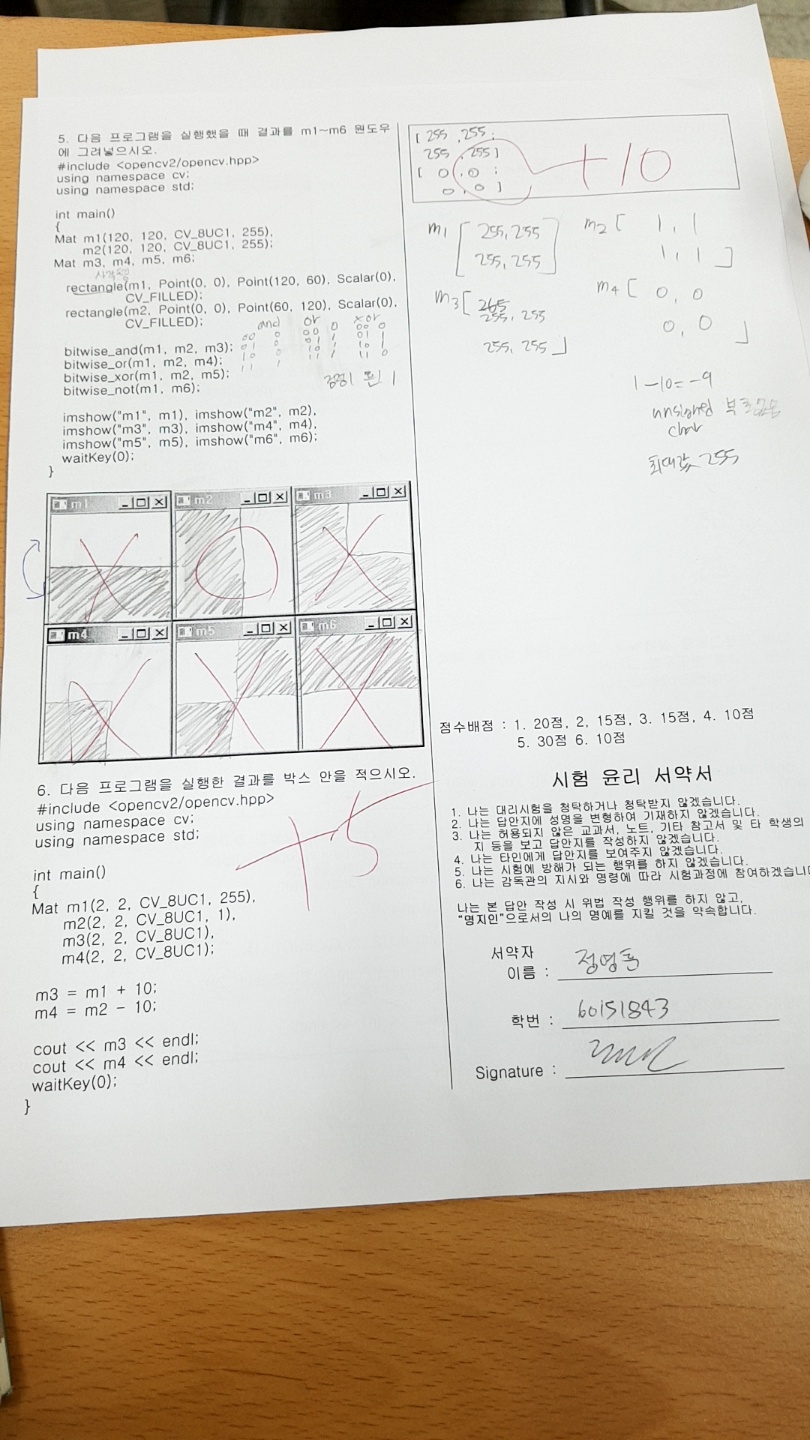 5. 다음 프로그램을 실행했을 때 결과를 m1~m6 윈도우
에 그려넣으시오.
#include <opencv2/opencv.hpp>
using namespace cv;
using namespace std;
int main()
{
Mat m1(120, 120, CV_8UC1, 255),
m2(120, 120, CV_8UC1, 255);
Mat m3, m4, m5, m6;
사각형
rectangle(m1, Point(0, 0), Point(120, 60), Scalar(0),
CV_FILLED);
rectangle(m2, Point(0, 0), Point(60, 120), Scalar(0),
CV_FILLED);
and or xor
00 0 00 0 00 0
01 0 01 1 01 1
10 0 10 1 10 1
11 1 11 1 11 0
bitwise_and(m1, m2, m3);
bitwise_or(m1, m2, m4);
bitwise_xor(m1, m2, m5);
bitwise_not(m1, m6);
imshow("m1", m1), imshow("m2", m2),
imshow("m3", m3), imshow("m4", m4),
imshow("m5", m5), imshow("m6", m6);
waitKey(0);
}
m1 m2 m3
m4 m5 m6
6. 다음 프로그램을 실행한 결과를 박스 안을 적으시오.
#include <opencv2/opencv.hpp>
using namespace cv;
using namespace std;
+5
int main()
{
Mat m1(2, 2, CV_8UC1, 255),
m2(2, 2, CV_8UC1, 1),
m3(2, 2, CV_8UC1),
m4(2, 2, CV_8UC1);
m3 = m1 + 10;
m4 = m2 - 10;
cout << m3 << endl;
cout << m4 << endl;
waitKey(0);
}
[ 255, 255;
255, 255]
[ 0, 0 ;
0, 0 ]
+10
m1 [ 255, 255
255, 255 ]
m2 [ 1, 1
1, 1 ]
m3 [
255, 255
255, 255 ]
m4 [ 0, 0
0, 0 ]
1-10=-9
unsigned
char
최대값 255
점수배점 : 1. 20점, 2, 15점, 3. 15점, 4. 10점
5. 30점 6. 10점
시험 윤리 서약서
1. 나는 대리시험을 청탁하거나 청탁받지 않겠습니다.
2. 나는 답안지에 성명을 변형하여 기재하지 않겠습니다.
3. 나는 허용되지 않은 교과서, 노트, 기타 참고서 및 타 학생의
지 등을 보고 답안지를 작성하지 않겠습니다.
4. 나는 타인에게 답안지를 보여주지 않겠습니다.
5. 나는 시험에 방해가 되는 행위를 하지 않겠습니다.
6. 나는 감독관의 지시와 명령에 따라 시험과정에 참여하겠습니
나는 본 답안 작성 시 위법 작성 행위를 하지 않고,
"명지인"으로서의 나의 명예를 지킬 것을 약속합니다.
서약자
이름 :
학번 : 60151843
Signature :